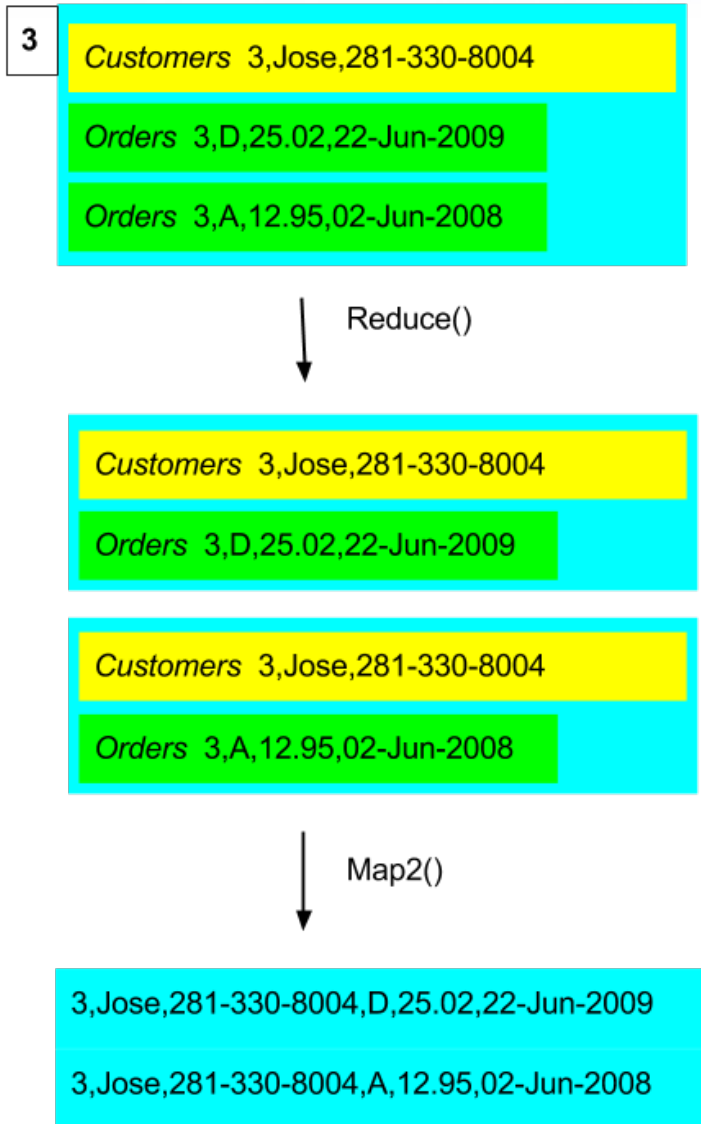 3
Customers 3,Jose,281-330-8004
Orders 3,D,25.02,22-Jun-2009
Orders 3,A,12.95,02-Jun-2008
Reduce()
Customers 3,Jose,281-330-8004
Orders 3,D,25.02,22-Jun-2009
Customers 3,Jose,281-330-8004
Orders 3,A,12.95,02-Jun-2008
Map2()
3,Jose,281-330-8004,D,25.02,22-Jun-2009
3,Jose,281-330-8004,A,12.95,02-Jun-2008